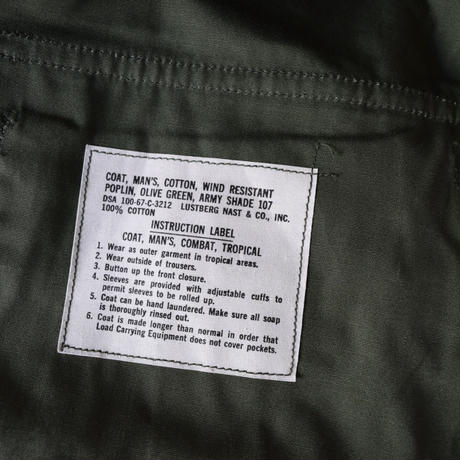 COAT, MAN'S, COTTON, WIND RESISTANT
POPLIN, OLIVE GREEN, ARMY SHADE 107
DSA 100-67-C-3212 LUSTBERG NAST & CO., INC.
100% COTTON
INSTRUCTION LABEL
COAT, MAN'S, COMBAT, TROPICAL
1. Wear as outer garment in tropical areas.
2. Wear outside of trousers.
3. Button up the front closure.
4. Sleeves are provided with adjustable cuffs to
permit sleeves to be rolled up.
5. Coat can be hand laundered. Make sure all soap
is thoroughly rinsed out.
6. Coat is made longer than normal in order that
Load Carrying Equipment does not cover pockets.